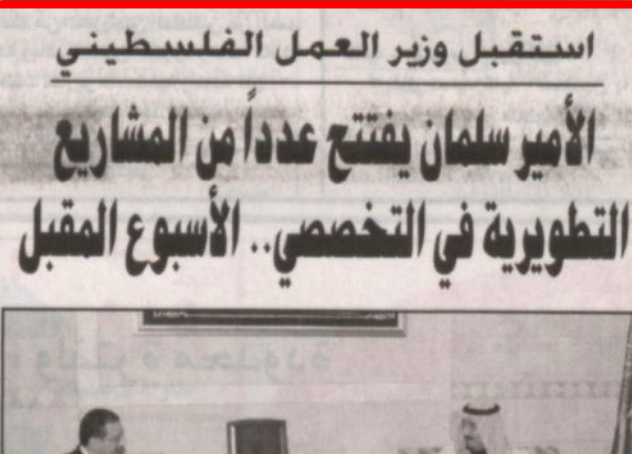 استقبل وزير العمل الفلسطيني
الأمير سلمان يفتتح عدداً من المشاريع
التطويرية في التخصصي.. الأسبوع المقبل